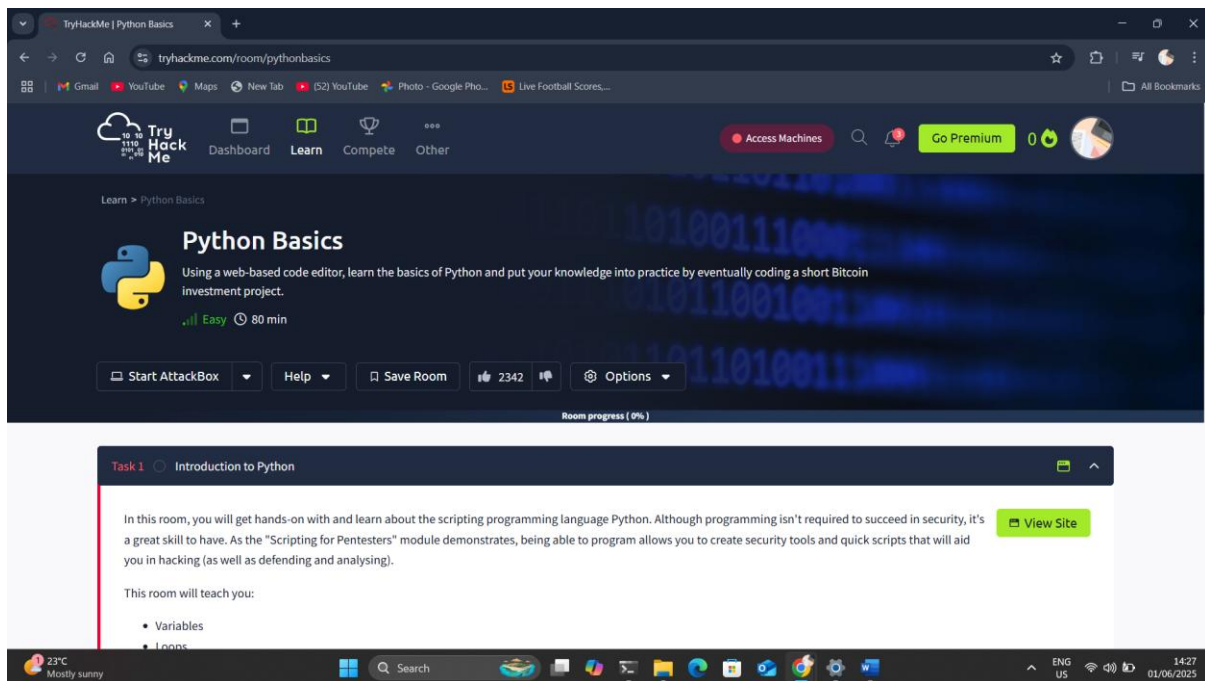 TryHackMe | Python Basics
tryhackme.com/room/pythonbasics
Gmail YouTube Maps New Tab (52) YouTube Photo - Google Pho... Live Football Scores,... All Bookmarks
Try Hack Me
Dashboard Learn Compete Other
Access Machines
3
Go Premium
0
Learn > Python Basics
Python Basics
Using a web-based code editor, learn the basics of Python and put your knowledge into practice by eventually coding a short Bitcoin
investment project.
Easy 80 min
Start AttackBox Help Save Room 2342 Options
Room progress ( 0% )
Task 1 Introduction to Python
In this room, you will get hands-on with and learn about the scripting programming language Python. Although programming isn't required to succeed in security, it's
a great skill to have. As the "Scripting for Pentesters" module demonstrates, being able to program allows you to create security tools and quick scripts that will aid
you in hacking (as well as defending and analysing).
View Site
This room will teach you:
• Variables
• Loops
1
23°C
Mostly sunny
Search
ENG
US
14:27
01/06/2025